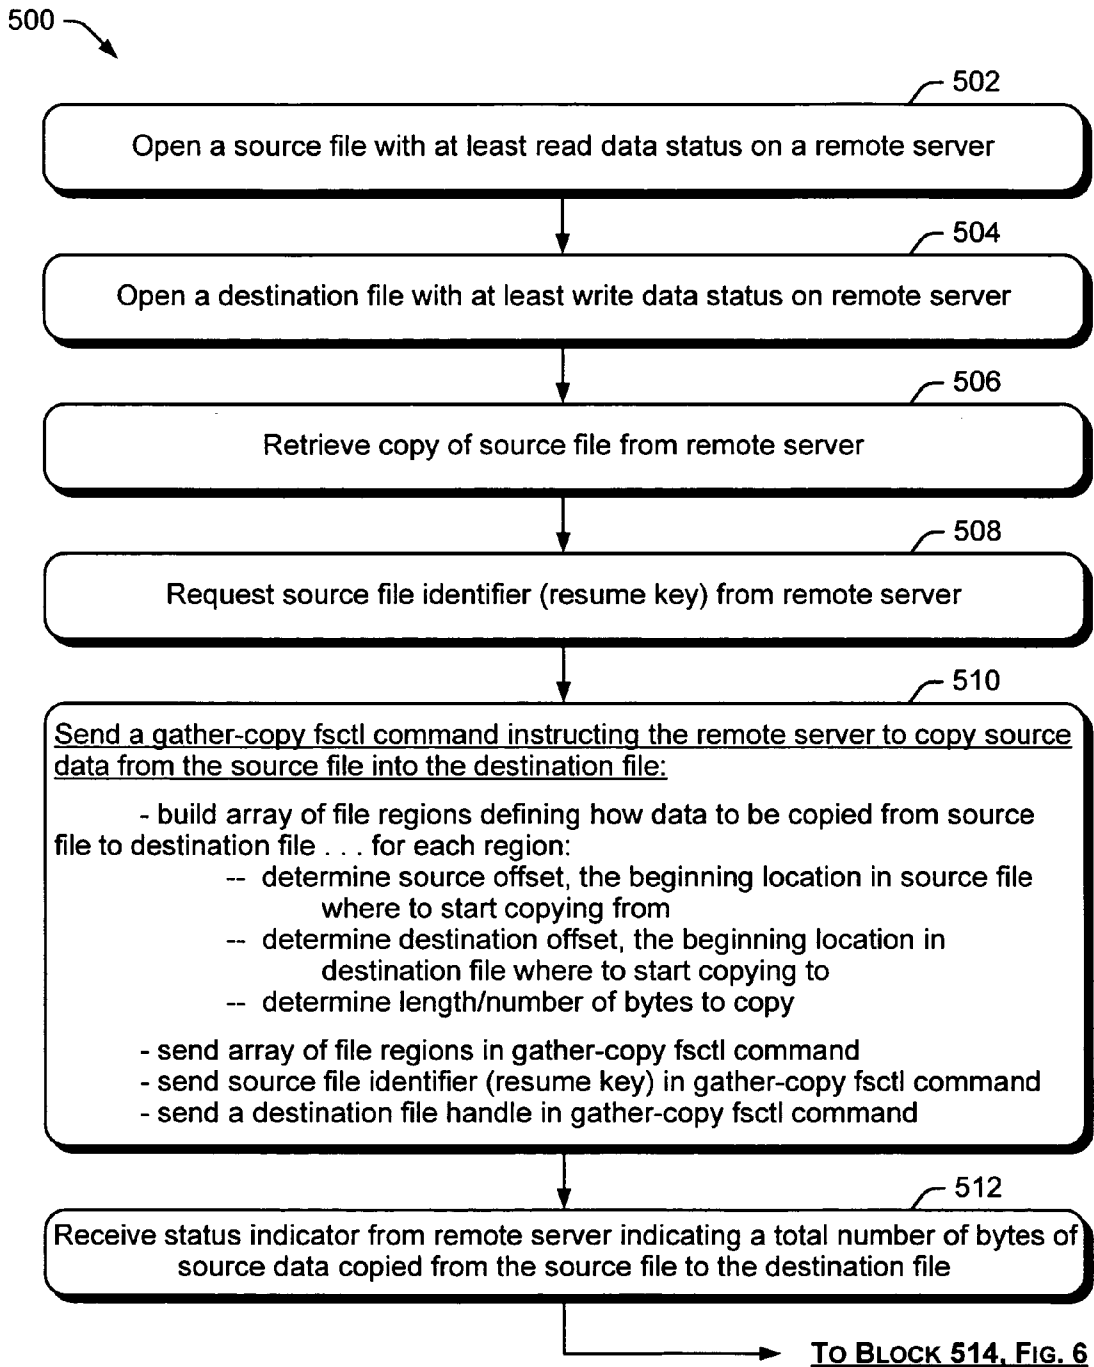 500
502
Open a source file with at least read data status on a remote server
504
Open a destination file with at least write data status on remote server
506
Retrieve copy of source file from remote server
508
Request source file identifier (resume key) from remote server
510
Send a gather-copy fsctl command instructing the remote server to copy source
data from the source file into the destination file:
- build array of file regions defining how data to be copied from source
file to destination file . . . for each region:
-- determine source offset, the beginning location in source file
where to start copying from
-- determine destination offset, the beginning location in
destination file where to start copying to
-- determine length/number of bytes to copy
- send array of file regions in gather-copy fsctl command
- send source file identifier (resume key) in gather-copy fsctl command
- send a destination file handle in gather-copy fsctl command
512
Receive status indicator from remote server indicating a total number of bytes of
source data copied from the source file to the destination file
TO BLOCK 514, FIG. 6